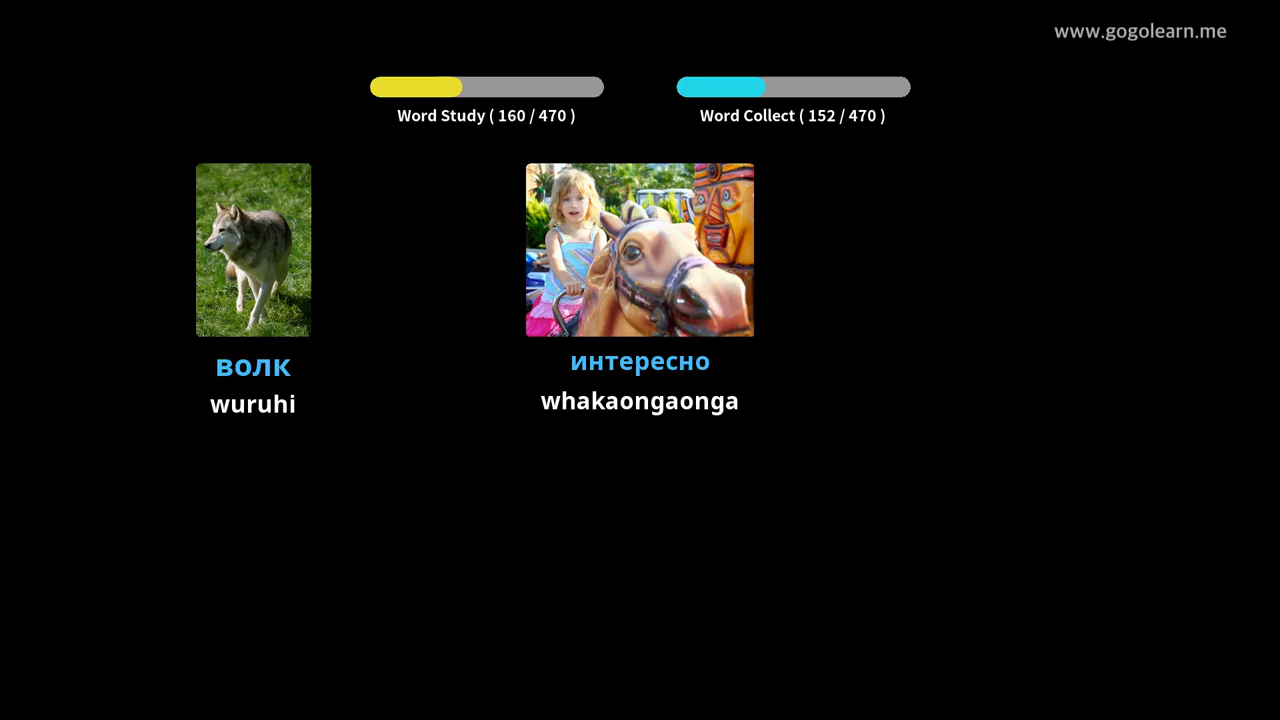 www.gogolearn.me
Word Study ( 160 / 470 )
Word Collect ( 152 / 470 )
волк
wuruhi
интересно
whakaongaonga